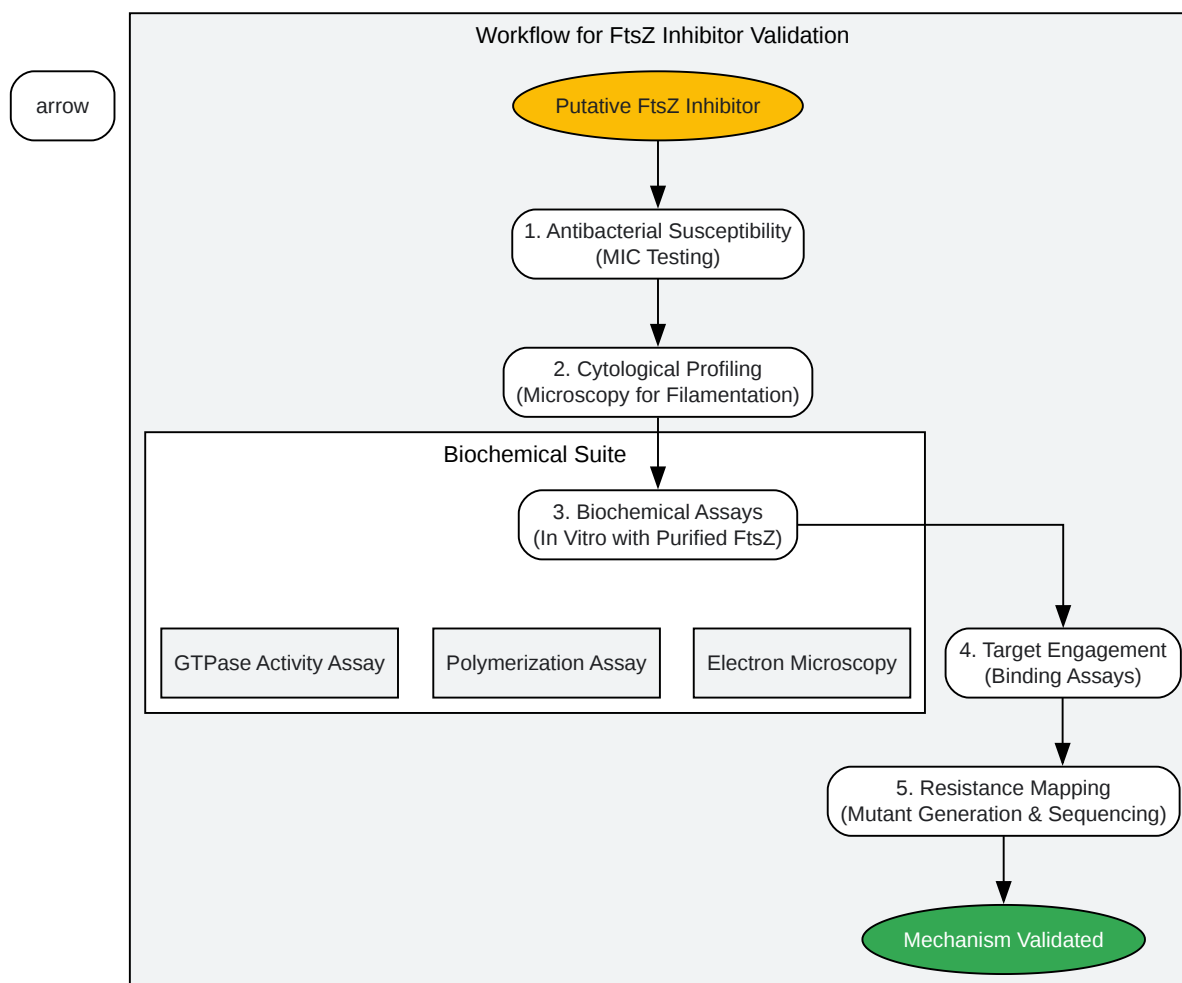 Workflow for FtsZ Inhibitor Validation
arrow
Putative FtsZ Inhibitor
1. Antibacterial Susceptibility
(MIC Testing)
2. Cytological Profiling
(Microscopy for Filamentation)
Biochemical Suite
3. Biochemical Assays
(In Vitro with Purified FtsZ)
GTPase Activity Assay
Polymerization Assay
Electron Microscopy
4. Target Engagement
(Binding Assays)
5. Resistance Mapping
(Mutant Generation & Sequencing)
Mechanism Validated